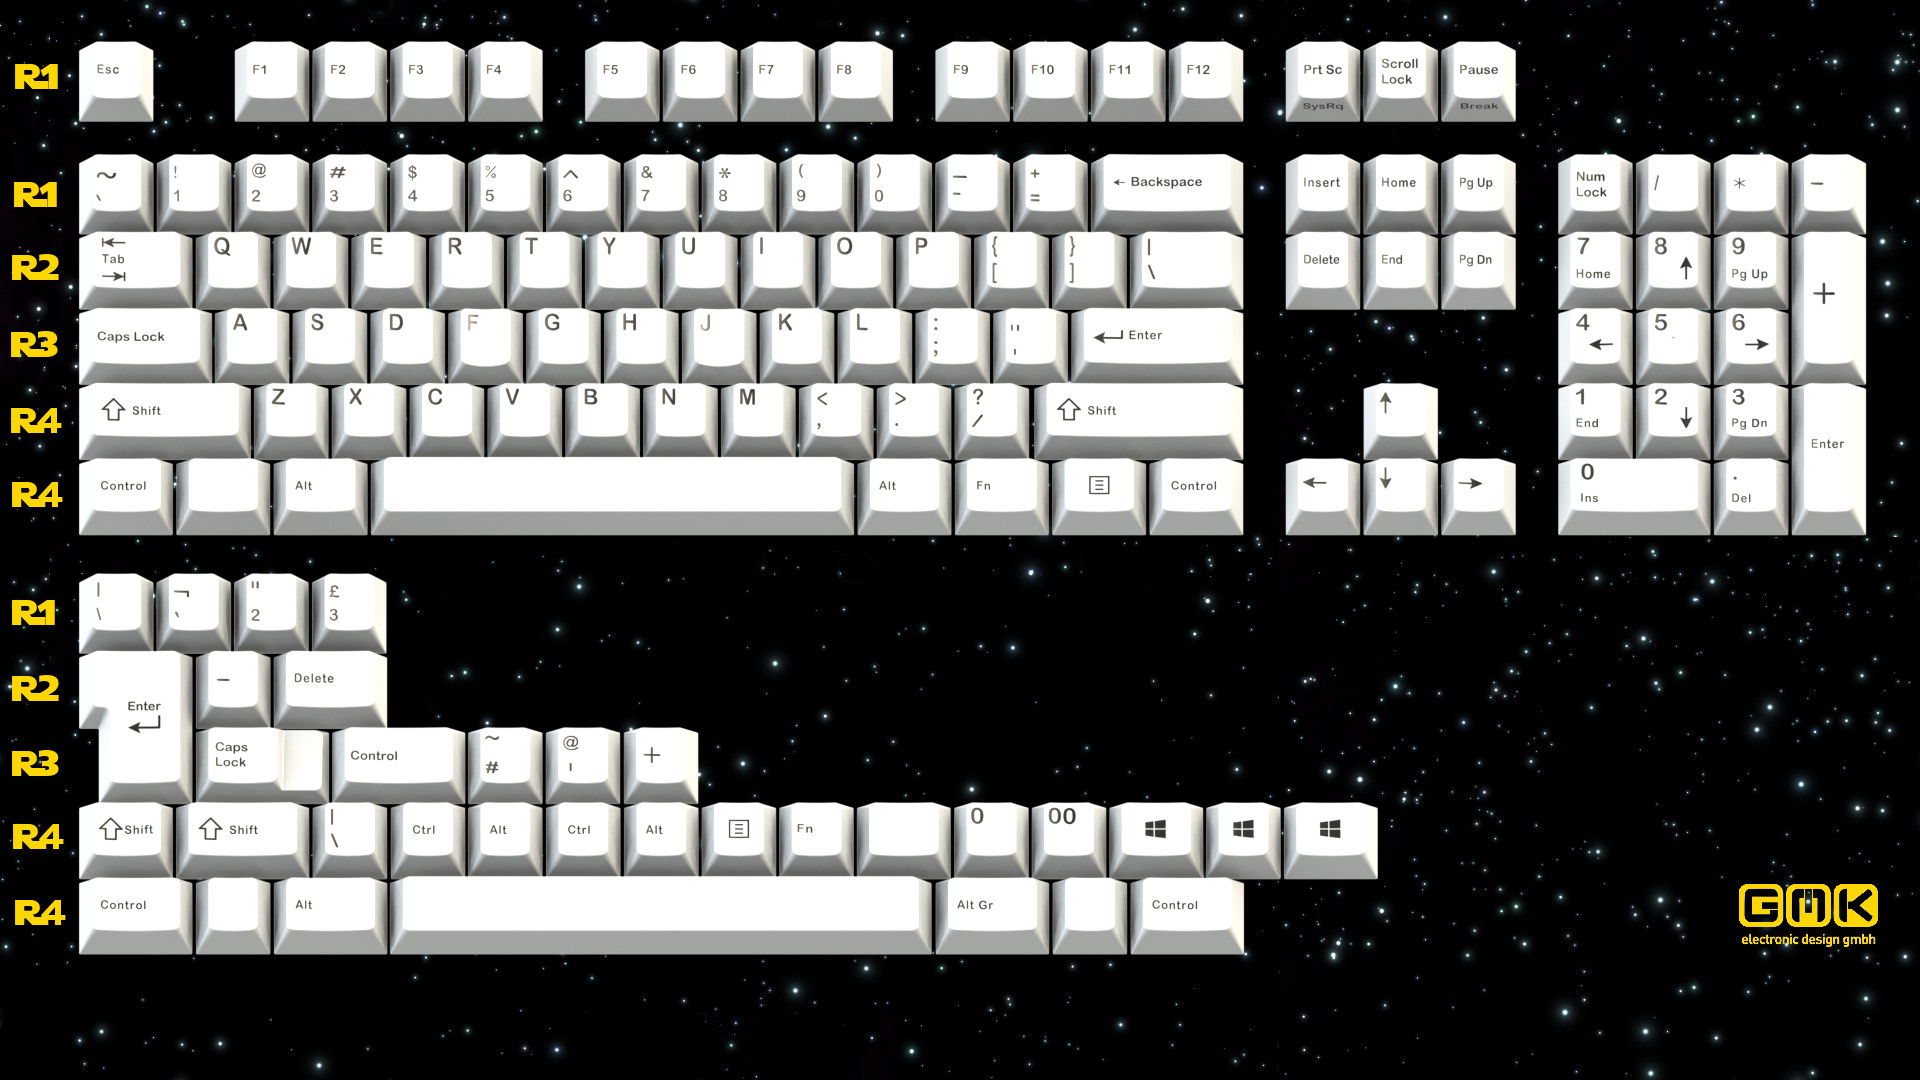 R1 Esc F1 F2 F3 F4 F5 F6 F7 F8 F9 F10 F11 F12 Prt Sc SysRq Scroll Lock Pause Break
R1 ~ ` ! 1 @ 2 # 3 $ 4 % 5 ^ 6 & 7 * 8 ( 9 ) 0 _ - + = ← Backspace Insert Home Pg Up Num Lock / * −
R2 ⇤ Tab ⇥ Q W E R T Y U I O P { [ } ] | \ Delete End Pg Dn 7 Home 8 ↑ 9 Pg Up +
R3 Caps Lock A S D F G H J K L : ; " ' ↵ Enter 4 ← 5 6 →
R4 ⇧ Shift Z X C V B N M < , > . ? / ⇧ Shift ↑ 1 End 2 ↓ 3 Pg Dn Enter
R4 Control Alt Alt Fn Control ← ↓ → 0 Ins . Del
R1 | \ ¬ ` " 2 £ 3
R2 Enter ↵ − Delete
R3 Caps Lock Control ~ # @ ' +
R4 ⇧ Shift ⇧ Shift | \ Ctrl Alt Ctrl Alt Fn 0 00
R4 Control Alt Alt Gr Control
GMK
electronic design gmbh